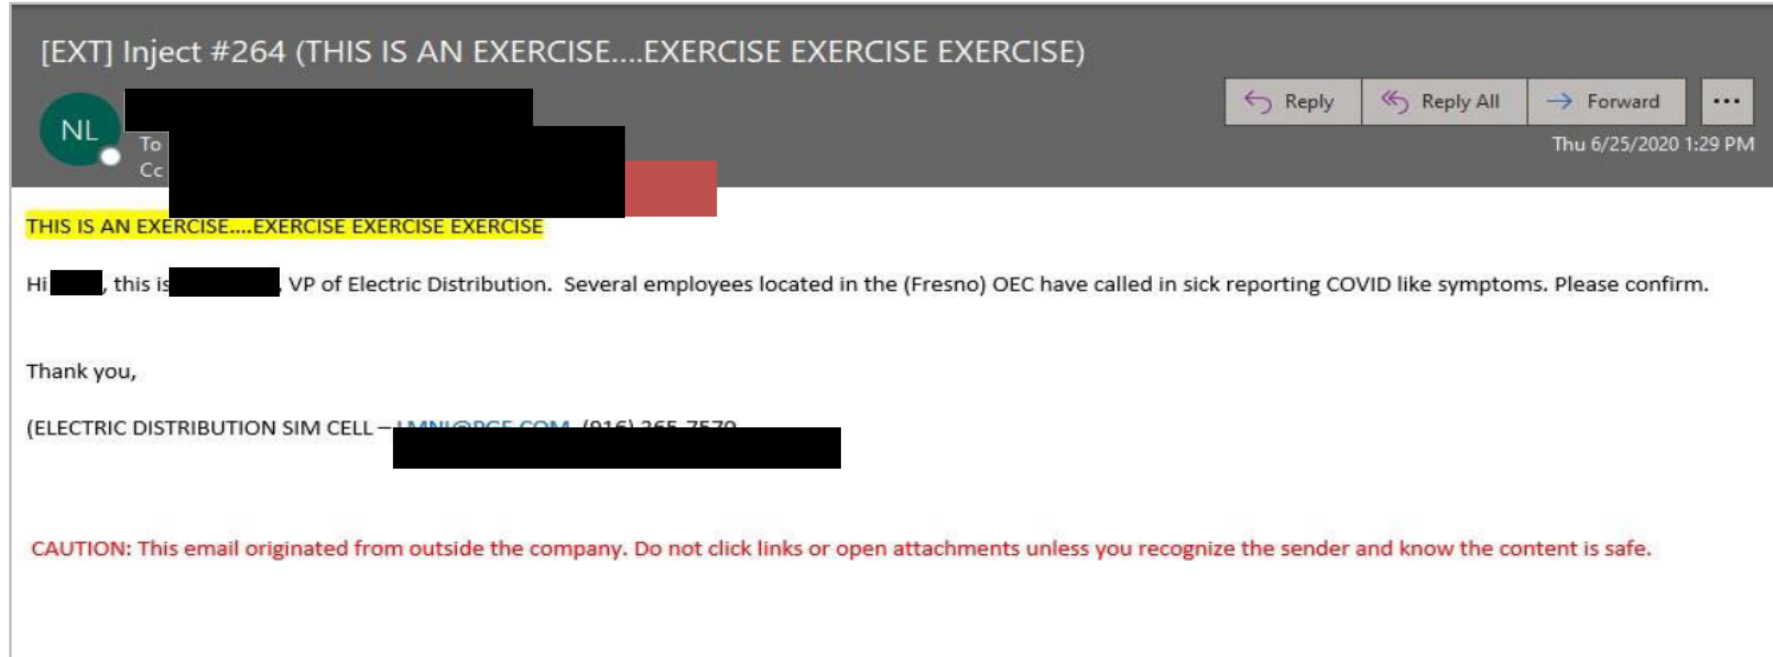 [EXT] Inject #264 (THIS IS AN EXERCISE....EXERCISE EXERCISE EXERCISE)
NL
Reply
Reply All
Forward
To
Thu 6/25/2020 1:29 PM
Cc
THIS IS AN EXERCISE....EXERCISE EXERCISE EXERCISE
Hi , this is , VP of Electric Distribution. Several employees located in the (Fresno) OEC have called in sick reporting COVID like symptoms. Please confirm.
Thank you,
(ELECTRIC DISTRIBUTION SIM CELL –
CAUTION: This email originated from outside the company. Do not click links or open attachments unless you recognize the sender and know the content is safe.